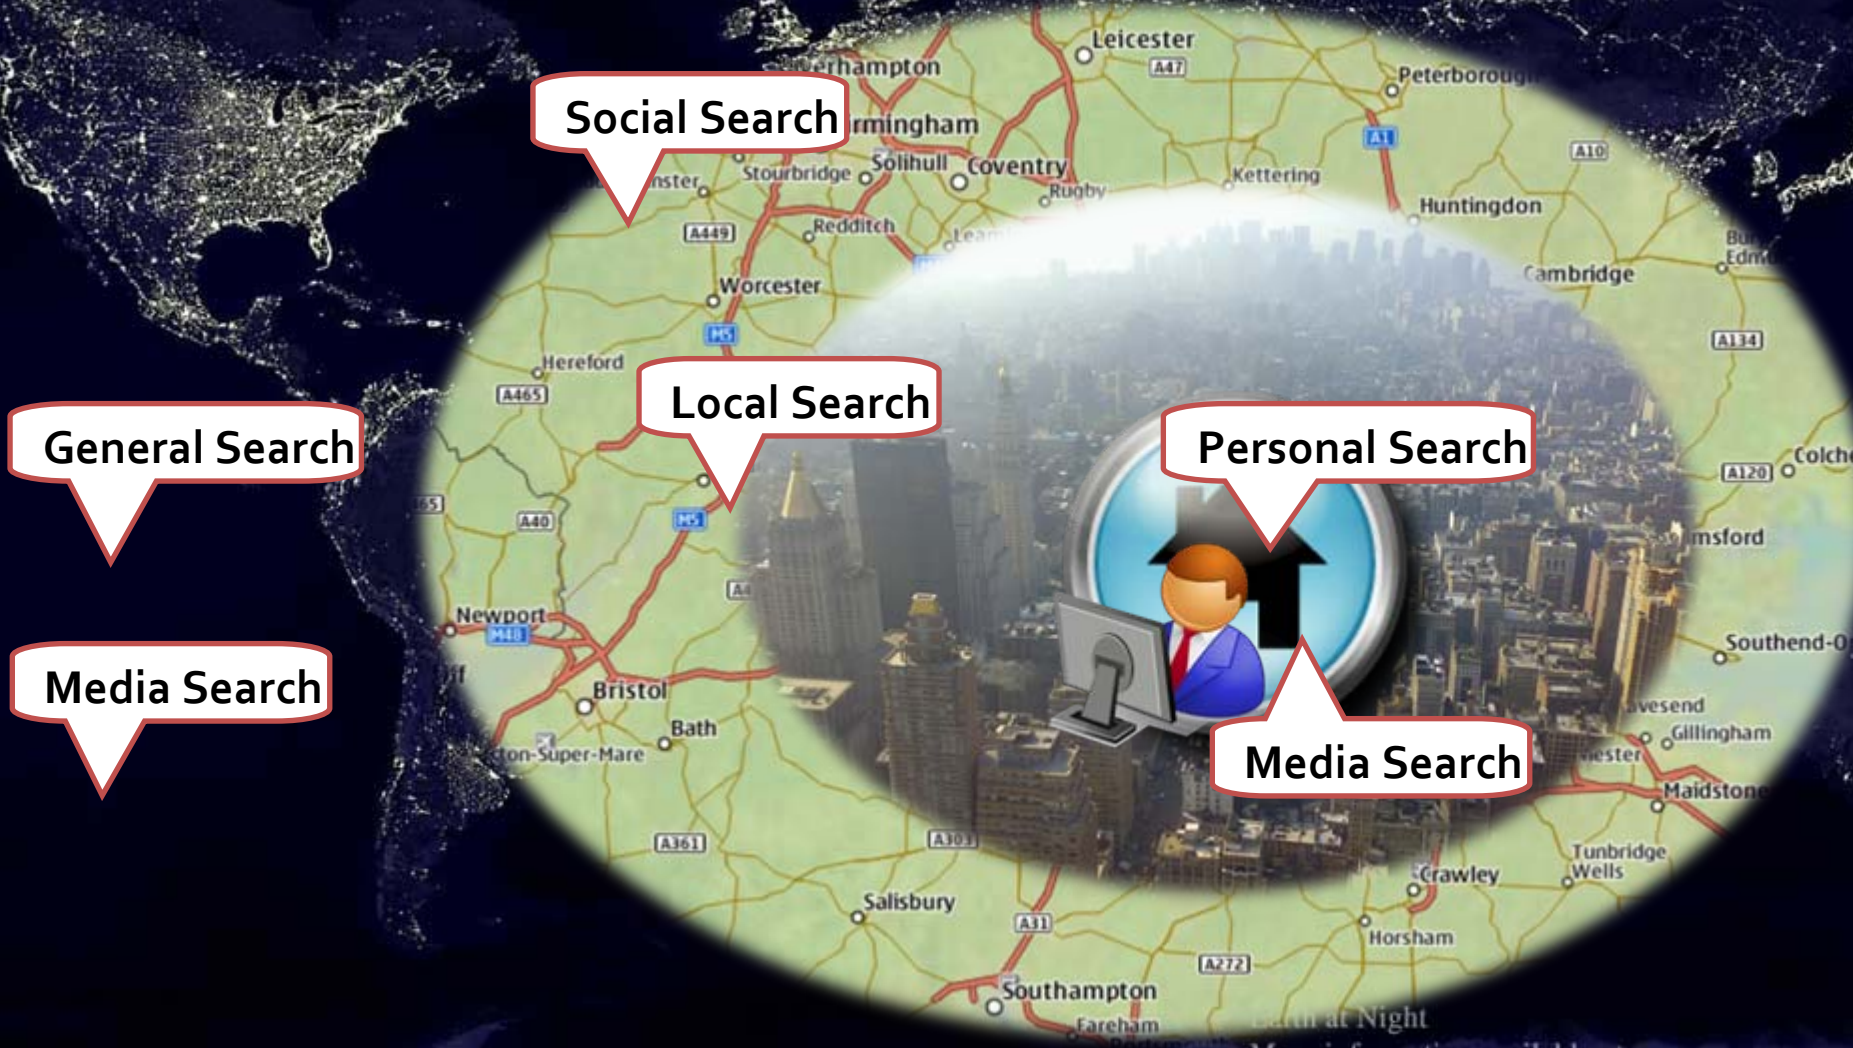 Leicester
A47
Peterboroug
Social Search
A1
A10
Stourbridge
Solihull
Coventry
Rugby
Kettering
Huntingdon
A449
Redditch
Cambridge
Worcester
M5
A134
Hereford
A465
Local Search
General Search
Personal Search
A120
A40
M5
Newport
M48
Southend-O
Media Search
Bristol
Bath
Gillingham
Media Search
Maidstone
A361
A303
Tunbridge
Wells
Crawley
Salisbury
A31
Horsham
A272
Southampton
Earth at Night
Fareham